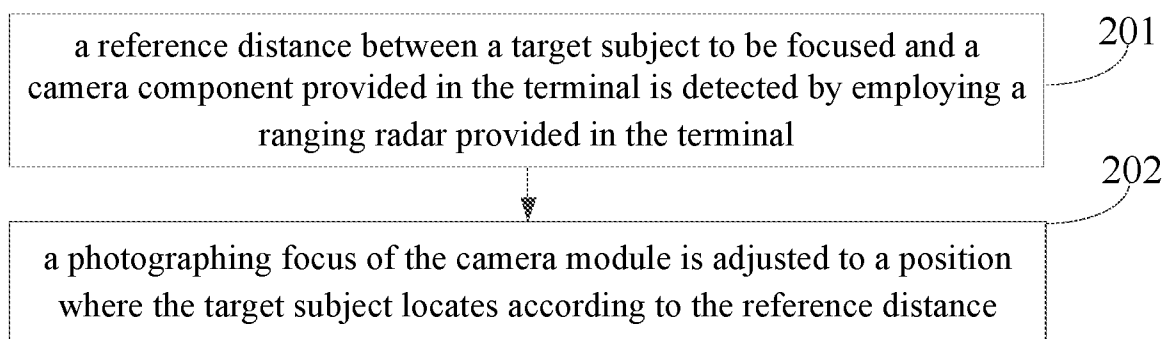 a reference distance between a target subject to be focused and a
camera component provided in the terminal is detected by employing a
ranging radar provided in the terminal
201
a photographing focus of the camera module is adjusted to a position
where the target subject locates according to the reference distance
202